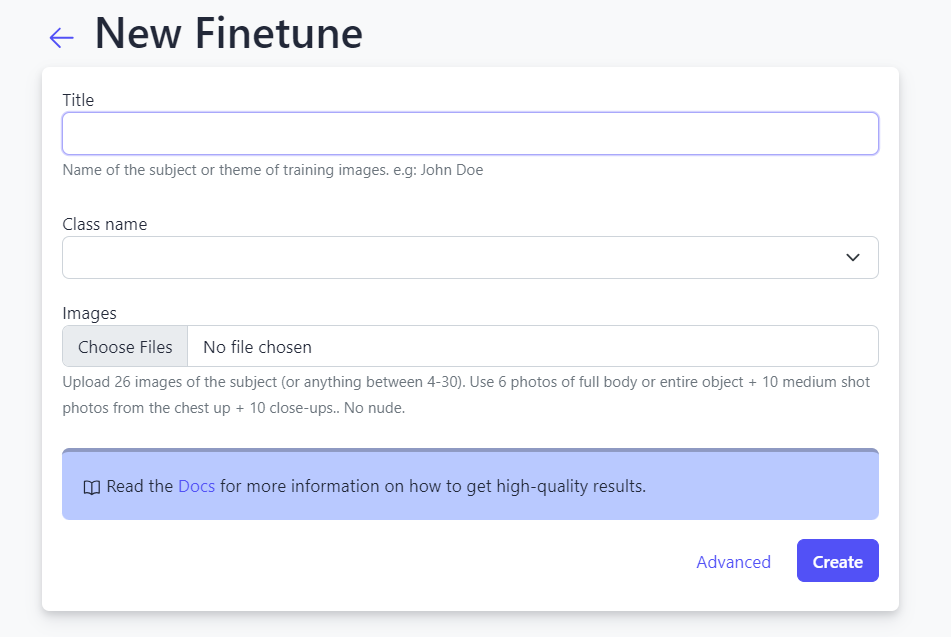 New Finetune
Title
Name of the subject or theme of training images. e.g: John Doe
Class name
Images
Choose Files No file chosen
Upload 26 images of the subject (or anything between 4-30). Use 6 photos of full body or entire object + 10 medium shot
photos from the chest up + 10 close-ups.. No nude.
Read the Docs for more information on how to get high-quality results.
Advanced Create